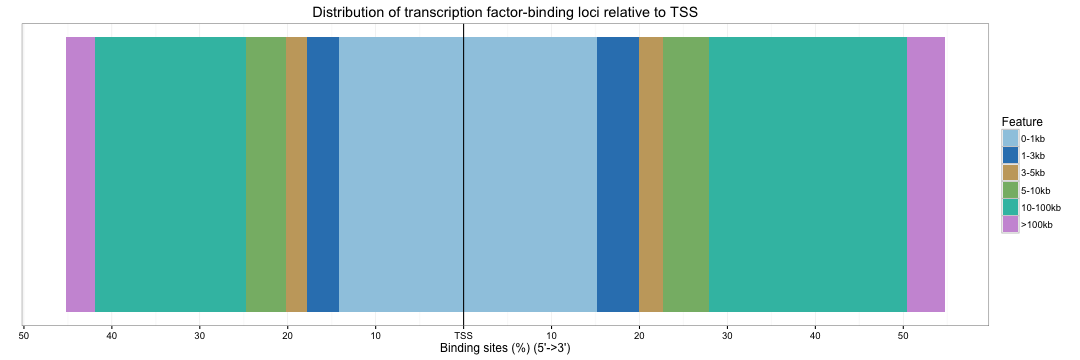 Distribution of transcription factor-binding loci relative to TSS
Feature
0-1kb
1-3kb
3-5kb
5-10kb
10-100kb
>100kb
50 40 30 20 10 TSS 10 20 30 40 50
Binding sites (%) (5'->3')